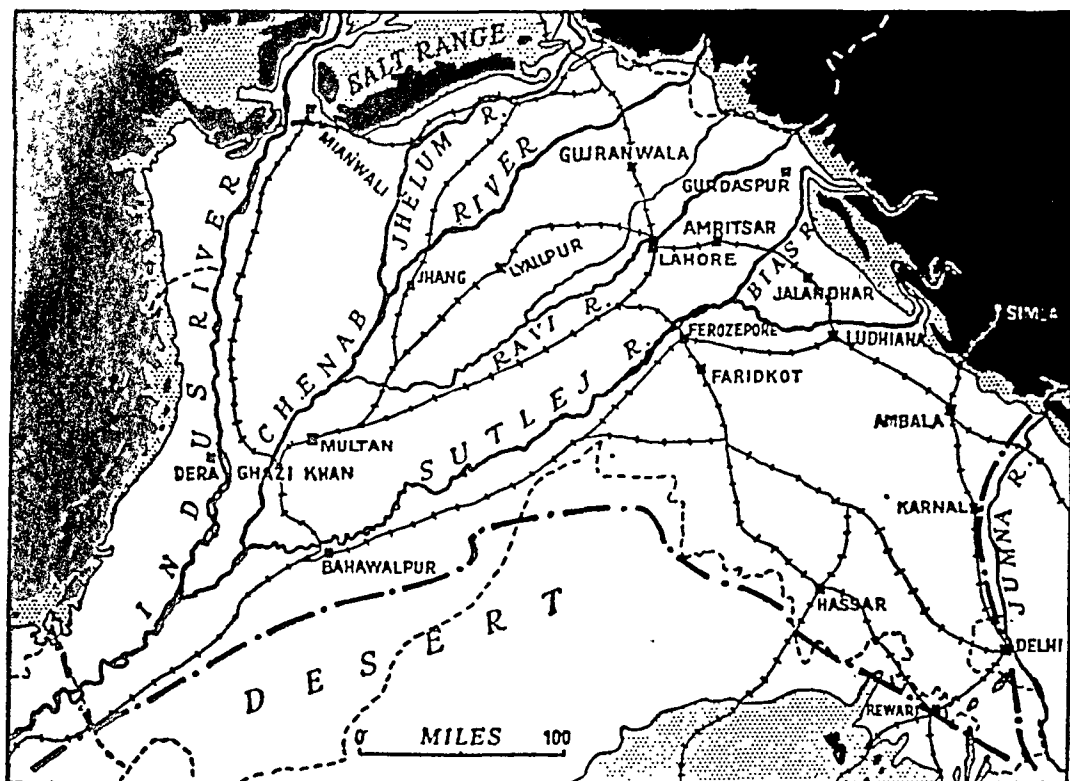 SALT RANGE
MIANWALI
JHELUM R.
GUJRANWALA
RIVER
GURDASPUR
INDUS RIVER
AMRITSAR
LAHORE
LYALLPUR
JHANG
BIAS R.
JALANDHAR
SIMLA
CHENAB
RAVI R.
FEROZEPORE
LUDHIANA
FARIDKOT
SUTLEJ R.
AMBALA
MULTAN
DERA GHAZI KHAN
KARNAL
JUMNA R.
BAHAWALPUR
HASSAR
DESERT
DELHI
REWARI
0 MILES 100